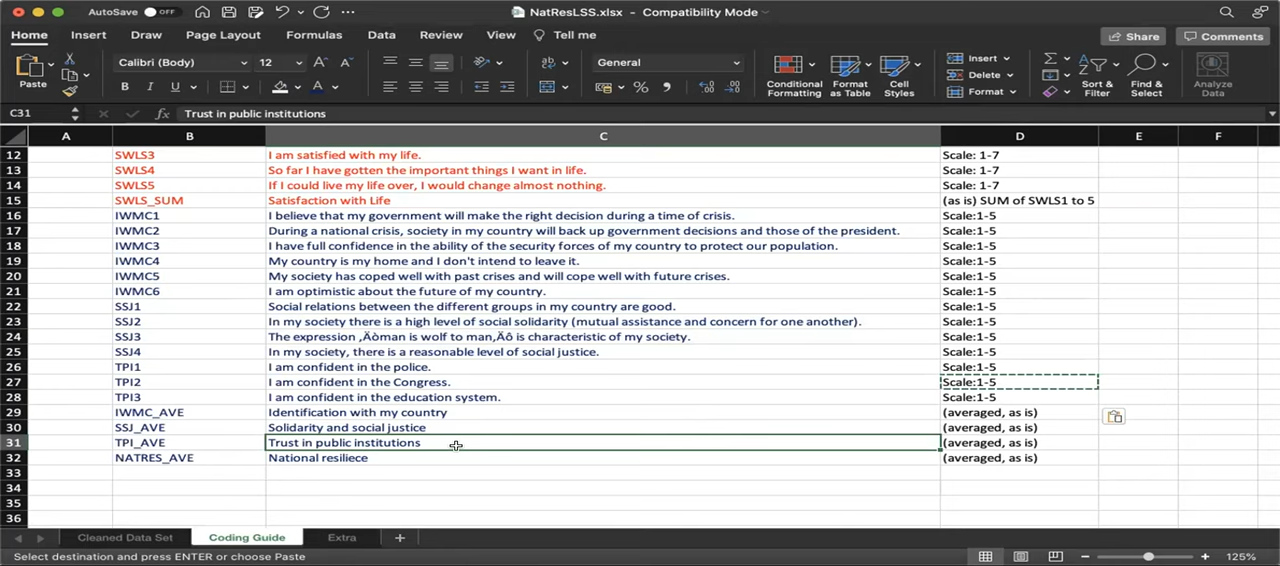 AutoSave OFF NatResLSS.xlsx - Compatibility Mode
Home Insert Draw Page Layout Formulas Data Review View Tell me Share Comments
Paste Calibri (Body) 12 General Conditional Formatting Format as Table Cell Styles Insert Delete Format Sort & Filter Find & Select Analyze Data
C31 fx Trust in public institutions
A B C D E F
12 SWLS3 I am satisfied with my life. Scale: 1-7
13 SWLS4 So far I have gotten the important things I want in life. Scale: 1-7
14 SWLS5 If I could live my life over, I would change almost nothing. Scale: 1-7
15 SWLS_SUM Satisfaction with Life (as is) SUM of SWLS1 to 5
16 IWMC1 I believe that my government will make the right decision during a time of crisis. Scale:1-5
17 IWMC2 During a national crisis, society in my country will back up government decisions and those of the president. Scale:1-5
18 IWMC3 I have full confidence in the ability of the security forces of my country to protect our population. Scale:1-5
19 IWMC4 My country is my home and I don't intend to leave it. Scale:1-5
20 IWMC5 My society has coped well with past crises and will cope well with future crises. Scale:1-5
21 IWMC6 I am optimistic about the future of my country. Scale:1-5
22 SSJ1 Social relations between the different groups in my country are good. Scale:1-5
23 SSJ2 In my society there is a high level of social solidarity (mutual assistance and concern for one another). Scale:1-5
24 SSJ3 The expression ‚Äòman is wolf to man‚Äô is characteristic of my society. Scale:1-5
25 SSJ4 In my society, there is a reasonable level of social justice. Scale:1-5
26 TPI1 I am confident in the police. Scale:1-5
27 TPI2 I am confident in the Congress. Scale:1-5
28 TPI3 I am confident in the education system. Scale:1-5
29 IWMC_AVE Identification with my country (averaged, as is)
30 SSJ_AVE Solidarity and social justice (averaged, as is)
31 TPI_AVE Trust in public institutions (averaged, as is)
32 NATRES_AVE National resiliece (averaged, as is)
33
34
35
36
Cleaned Data Set Coding Guide Extra +
Select destination and press ENTER or choose Paste 125%